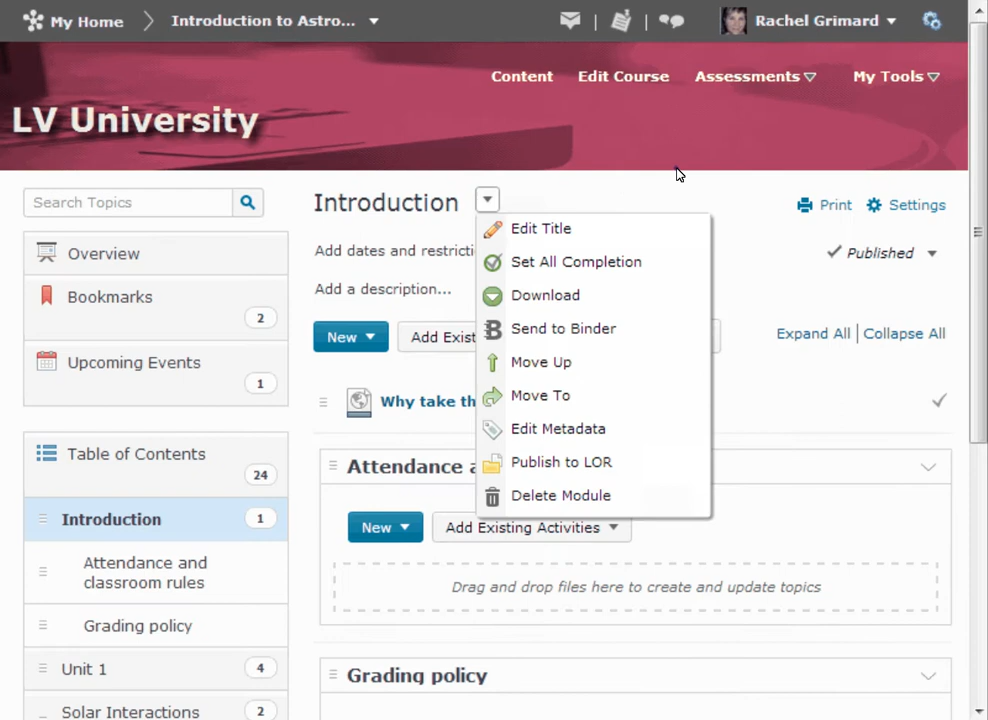 My Home
Introduction to Astro...
Rachel Grimard
Content
Edit Course
Assessments
My Tools
LV University
Search Topics
Overview
Bookmarks
2
Upcoming Events
1
Table of Contents
24
Introduction
1
Attendance and
classroom rules
Grading policy
Unit 1
4
Solar Interactions
2
Introduction
Print
Settings
Add dates and restricti
Published
Add a description...
New
Add Exist
Expand All | Collapse All
Why take th
Edit Title
Set All Completion
Download
Send to Binder
Move Up
Move To
Edit Metadata
Publish to LOR
Delete Module
Attendance a
New
Add Existing Activities
Drag and drop files here to create and update topics
Grading policy